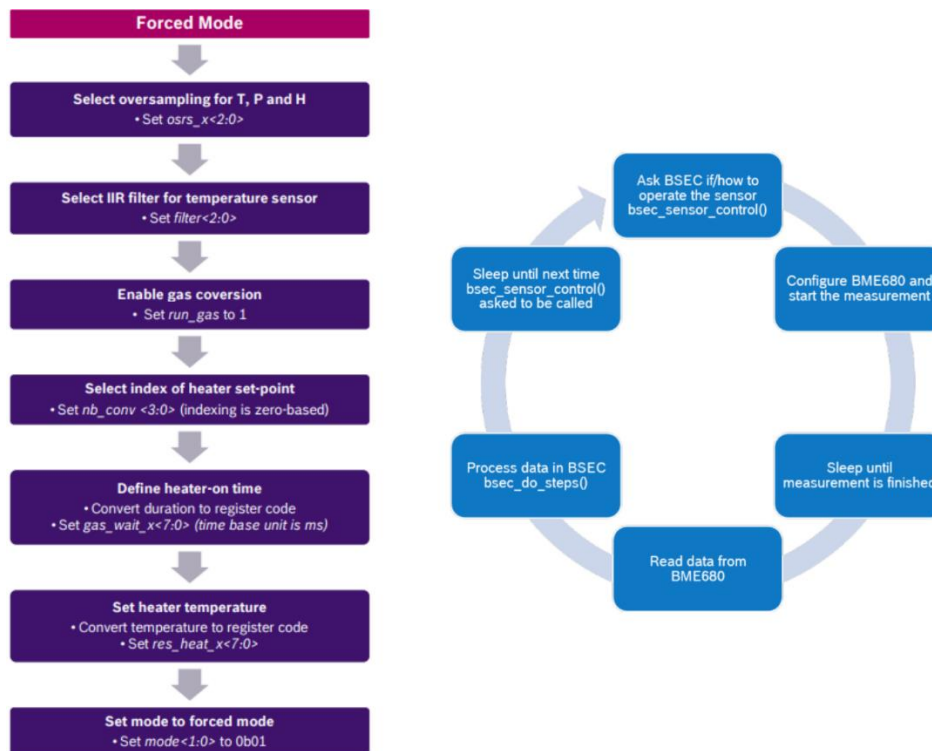 Forced Mode
Select oversampling for T, P and H
• Set osrs_x<2:0>
Select IIR filter for temperature sensor
• Set filter<2:0>
Enable gas coversion
• Set run_gas to 1
Select index of heater set-point
• Set nb_conv <3:0> (indexing is zero-based)
Define heater-on time
• Convert duration to register code
• Set gas_wait_x<7:0> (time base unit is ms)
Set heater temperature
• Convert temperature to register code
• Set res_heat_x<7:0>
Set mode to forced mode
• Set mode<1:0> to 0b01
Ask BSEC if/how to
operate the sensor
bsec_sensor_control()
Configure BME680 and
start the measurement
Sleep until
measurement is finished
Read data from
BME680
Process data in BSEC
bsec_do_steps()
Sleep until next time
bsec_sensor_control()
asked to be called